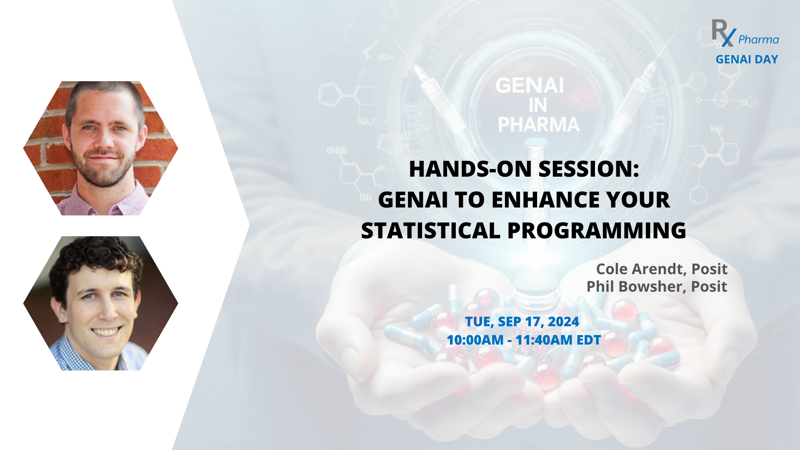 Rx Pharma
GENAI DAY
GENAI
IN
PHARMA
HANDS-ON SESSION:
GENAI TO ENHANCE YOUR
STATISTICAL PROGRAMMING
Cole Arendt, Posit
Phil Bowsher, Posit
TUE, SEP 17, 2024
10:00AM - 11:40AM EDT